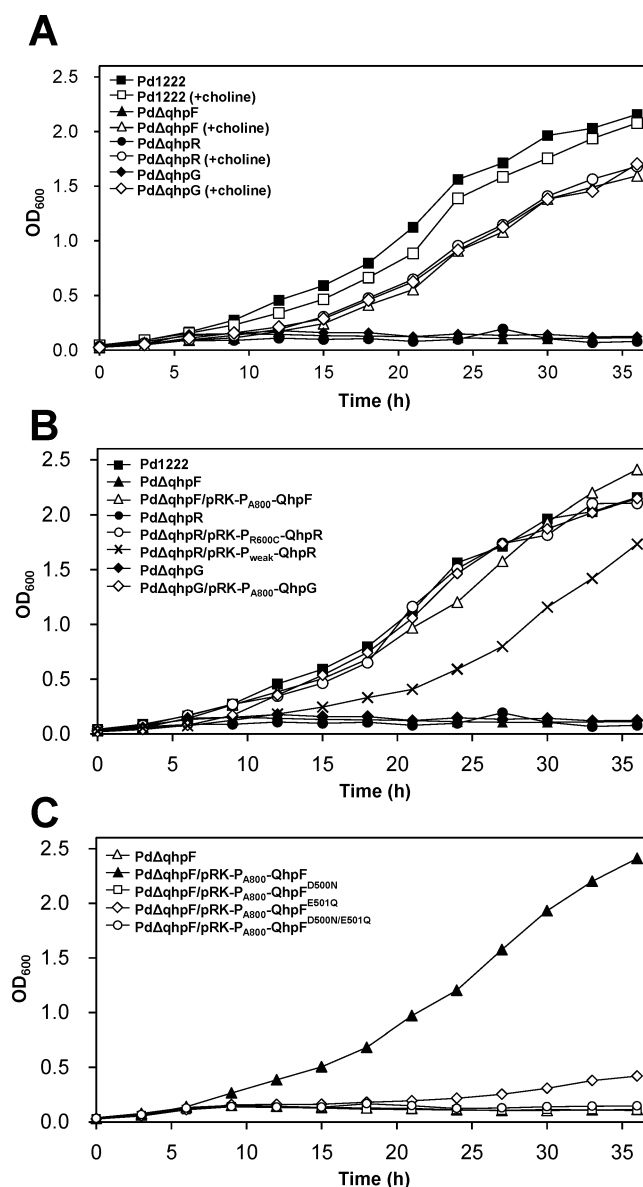 A
2.5
2.0
1.5
1.0
0.5
0.0
OD600
Pd1222
Pd1222 (+choline)
PdΔqhpF
PdΔqhpF (+choline)
PdΔqhpR
PdΔqhpR (+choline)
PdΔqhpG
PdΔqhpG (+choline)
0 5 10 15 20 25 30 35
Time (h)
B
2.5
2.0
1.5
1.0
0.5
0.0
OD600
Pd1222
PdΔqhpF
PdΔqhpF/pRK-PA800-QhpF
PdΔqhpR
PdΔqhpR/pRK-PR600C-QhpR
PdΔqhpR/pRK-Pweak-QhpR
PdΔqhpG
PdΔqhpG/pRK-PA800-QhpG
0 5 10 15 20 25 30 35
Time (h)
C
2.5
2.0
1.5
1.0
0.5
0.0
OD600
PdΔqhpF
PdΔqhpF/pRK-PA800-QhpF
PdΔqhpF/pRK-PA800-QhpFD500N
PdΔqhpF/pRK-PA800-QhpFE501Q
PdΔqhpF/pRK-PA800-QhpFD500N/E501Q
0 5 10 15 20 25 30 35
Time (h)